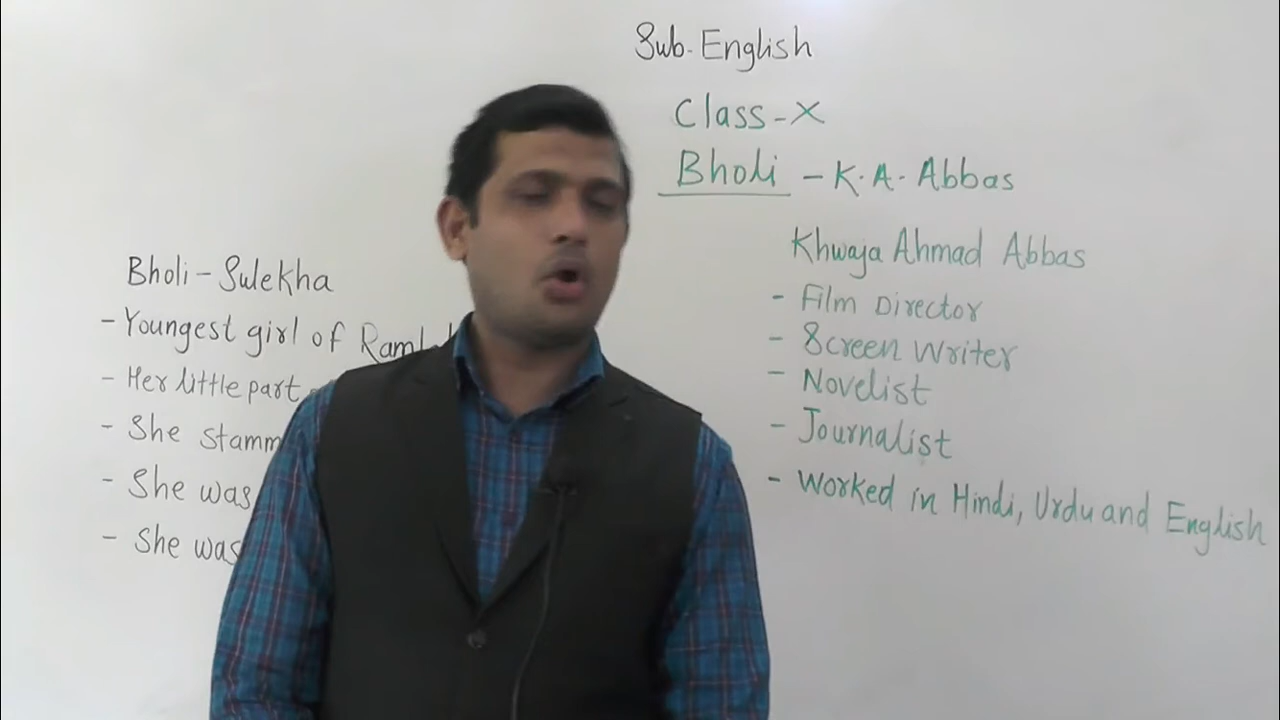 Sub. English
Class - X
Bholi - K. A. Abbas
Khwaja Ahmad Abbas
- Film Director
- Screen Writer
- Novelist
- Journalist
- Worked in Hindi, Urdu and English
Bholi - Sulekha
- Youngest girl of
- Her little part
- She
- She was
- She was